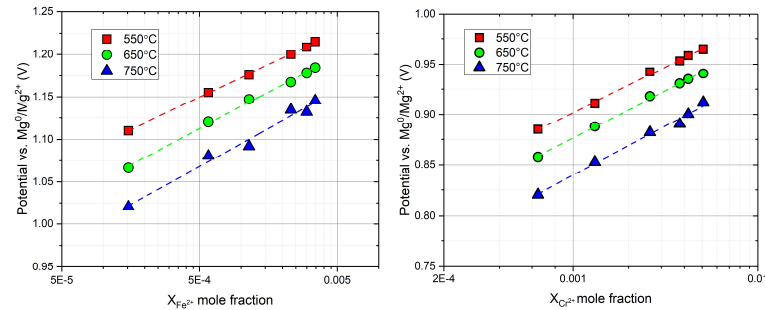 1.25
1.20
1.15
1.10
1.05
1.00
0.95
Potential vs. Mg⁰/Mg²⁺ (V)
550°C
650°C
750°C
5E-5
5E-4
0.005
X_Fe²⁺ mole fraction
1.00
0.95
0.90
0.85
0.80
0.75
Potential vs. Mg⁰/Mg²⁺ (V)
550°C
650°C
750°C
2E-4
0.001
0.01
X_Cr²⁺ mole fraction